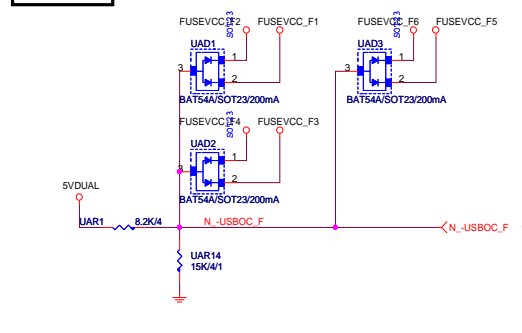 FUSEVCC_F2
SOT23
FUSEVCC_F1
UAD1
3
1
2
BAT54A/SOT23/200mA
FUSEVCC_F6
SOT23
FUSEVCC_F5
UAD3
3
1
2
BAT54A/SOT23/200mA
FUSEVCC_F4
SOT23
FUSEVCC_F3
UAD2
3
1
2
BAT54A/SOT23/200mA
5VDUAL
UAR1
8.2K/4
N_-USBOC_F
N_-USBOC_F
UAR14
15K/4/1